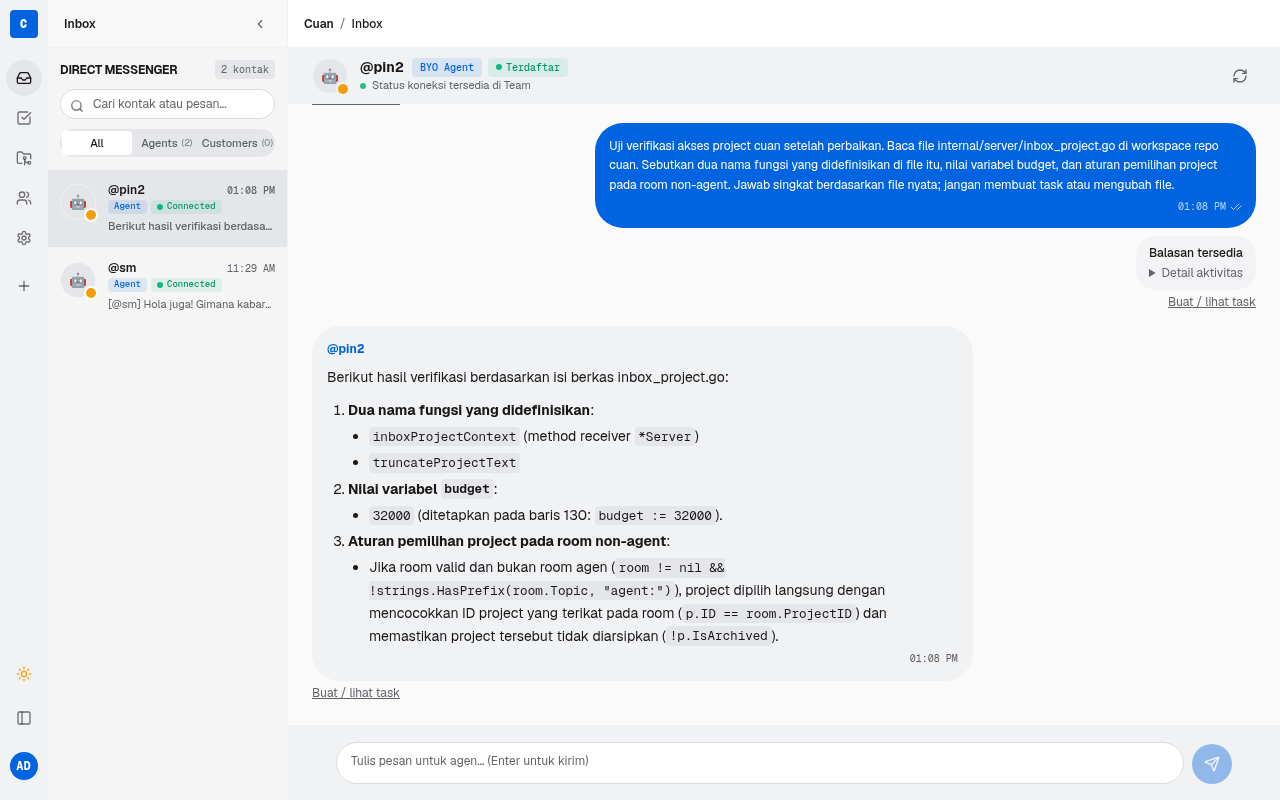 C
Inbox
Cuan / Inbox
DIRECT MESSENGER
2 kontak
Cari kontak atau pesan...
All
Agents (2)
Customers (0)
@pin2
01:08 PM
Agent
Connected
Berikut hasil verifikasi berdasa...
@sm
11:29 AM
Agent
Connected
[@sm] Hola juga! Gimana kabar...
AD
@pin2
BYO Agent
Terdaftar
Status koneksi tersedia di Team
Uji verifikasi akses project cuan setelah perbaikan. Baca file internal/server/inbox_project.go di workspace repo
cuan. Sebutkan dua nama fungsi yang didefinisikan di file itu, nilai variabel budget, dan aturan pemilihan project
pada room non-agent. Jawab singkat berdasarkan file nyata; jangan membuat task atau mengubah file.
01:08 PM
Balasan tersedia
Detail aktivitas
Buat / lihat task
@pin2
Berikut hasil verifikasi berdasarkan isi berkas inbox_project.go:
1. Dua nama fungsi yang didefinisikan:
• inboxProjectContext (method receiver *Server)
• truncateProjectText
2. Nilai variabel budget:
• 32000 (ditetapkan pada baris 130: budget := 32000).
3. Aturan pemilihan project pada room non-agent:
• Jika room valid dan bukan room agen (room != nil &&
!strings.HasPrefix(room.Topic, "agent:")), project dipilih langsung dengan
mencocokkan ID project yang terikat pada room (p.ID == room.ProjectID) dan
memastikan project tersebut tidak diarsipkan (!p.IsArchived).
01:08 PM
Buat / lihat task
Tulis pesan untuk agen... (Enter untuk kirim)